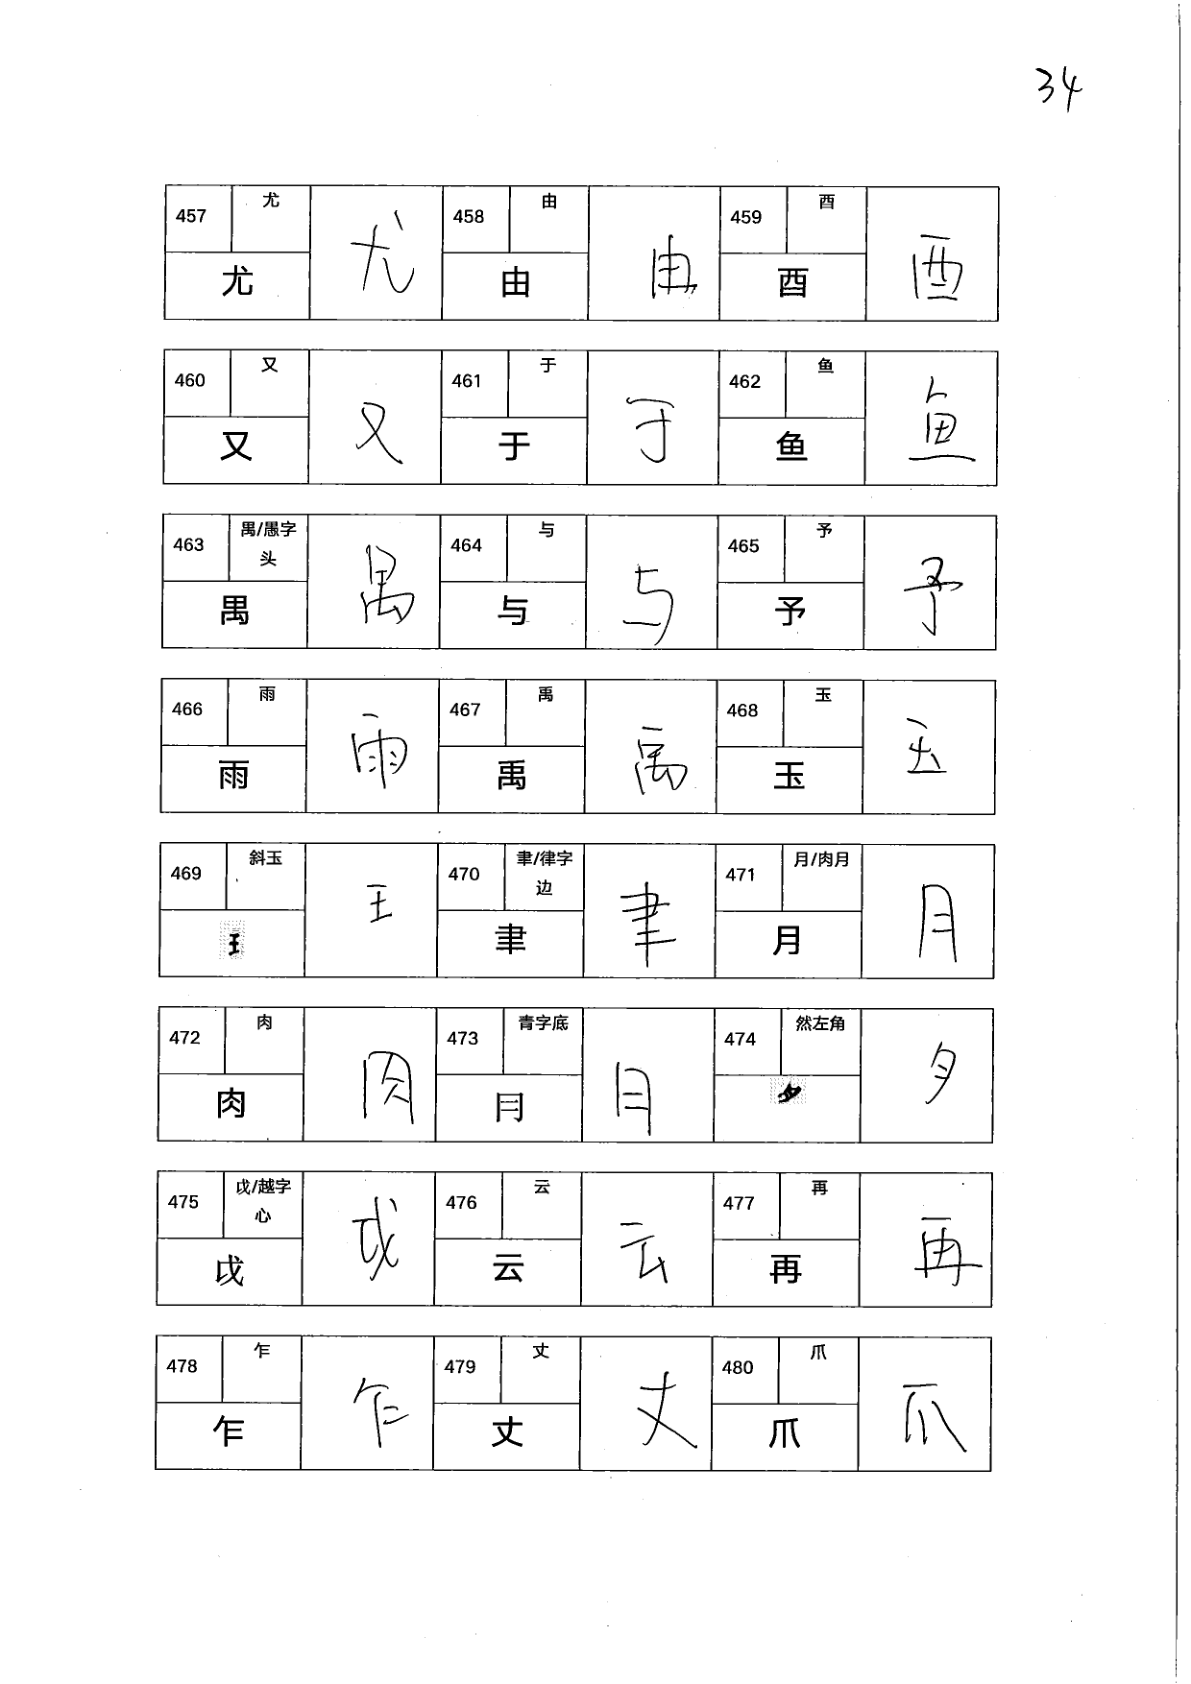 34
457 尤 尤 尤 458 由 由 由 459 酉 酉 酉
460 又 又 又 461 于 于 于 462 鱼 鱼 鱼
463 禺/愚字头 禺 禺 464 与 与 与 465 予 予 予
466 雨 雨 雨 467 禹 禹 禹 468 玉 玉 玉
469 斜玉 𤣩 王 470 聿/律字边 聿 聿 471 月/肉月 月 月
472 肉 肉 肉 473 青字底 ⺝ 474 然左角
475 戉/越字心 戉 戉 476 云 云 云 477 再 再 再
478 乍 乍 乍 479 丈 丈 丈 480 爪 爪 爪